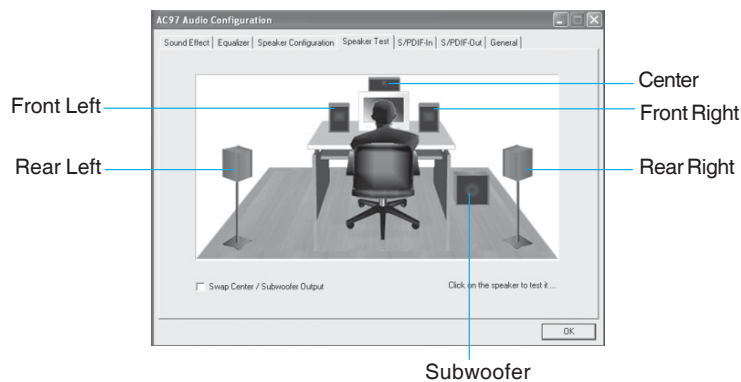 AC97 Audio Configuration
Sound Effect Equalizer Speaker Configuration Speaker Test S/PDIF-In S/PDIF-Out General
Center
Front Left
Front Right
Rear Left
Rear Right
Swap Center / Subwoofer Output
Click on the speaker to test it ...
OK
Subwoofer